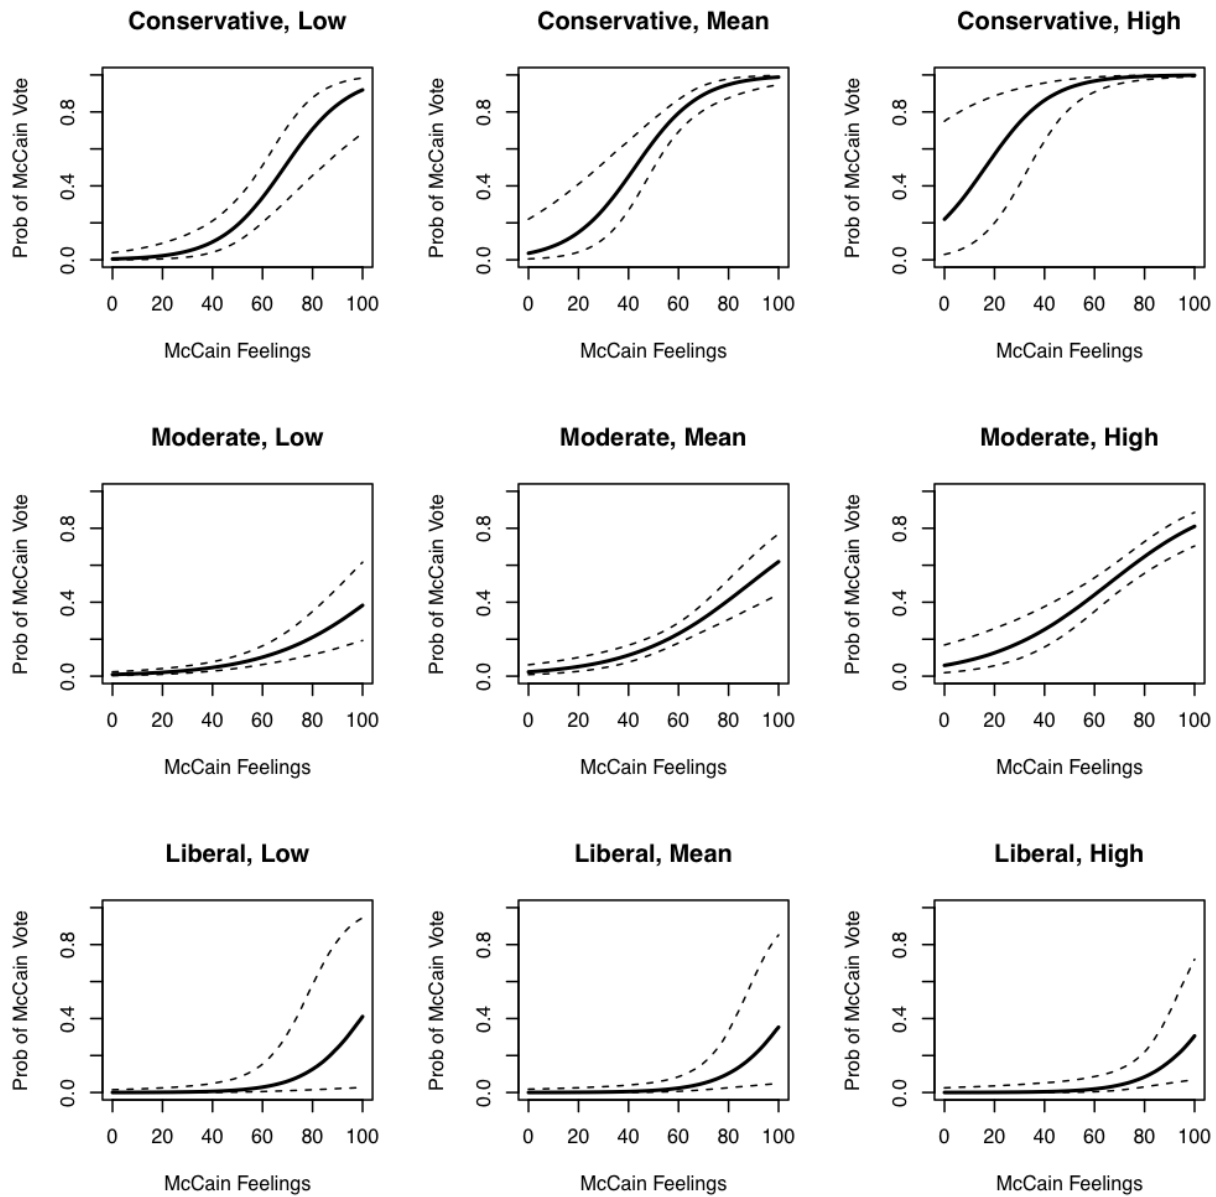 Conservative, Low
Prob of McCain Vote
0.0 0.4 0.8
0 20 40 60 80 100
McCain Feelings
Conservative, Mean
Prob of McCain Vote
0.0 0.4 0.8
0 20 40 60 80 100
McCain Feelings
Conservative, High
Prob of McCain Vote
0.0 0.4 0.8
0 20 40 60 80 100
McCain Feelings
Moderate, Low
Prob of McCain Vote
0.0 0.4 0.8
0 20 40 60 80 100
McCain Feelings
Moderate, Mean
Prob of McCain Vote
0.0 0.4 0.8
0 20 40 60 80 100
McCain Feelings
Moderate, High
Prob of McCain Vote
0.0 0.4 0.8
0 20 40 60 80 100
McCain Feelings
Liberal, Low
Prob of McCain Vote
0.0 0.4 0.8
0 20 40 60 80 100
McCain Feelings
Liberal, Mean
Prob of McCain Vote
0.0 0.4 0.8
0 20 40 60 80 100
McCain Feelings
Liberal, High
Prob of McCain Vote
0.0 0.4 0.8
0 20 40 60 80 100
McCain Feelings